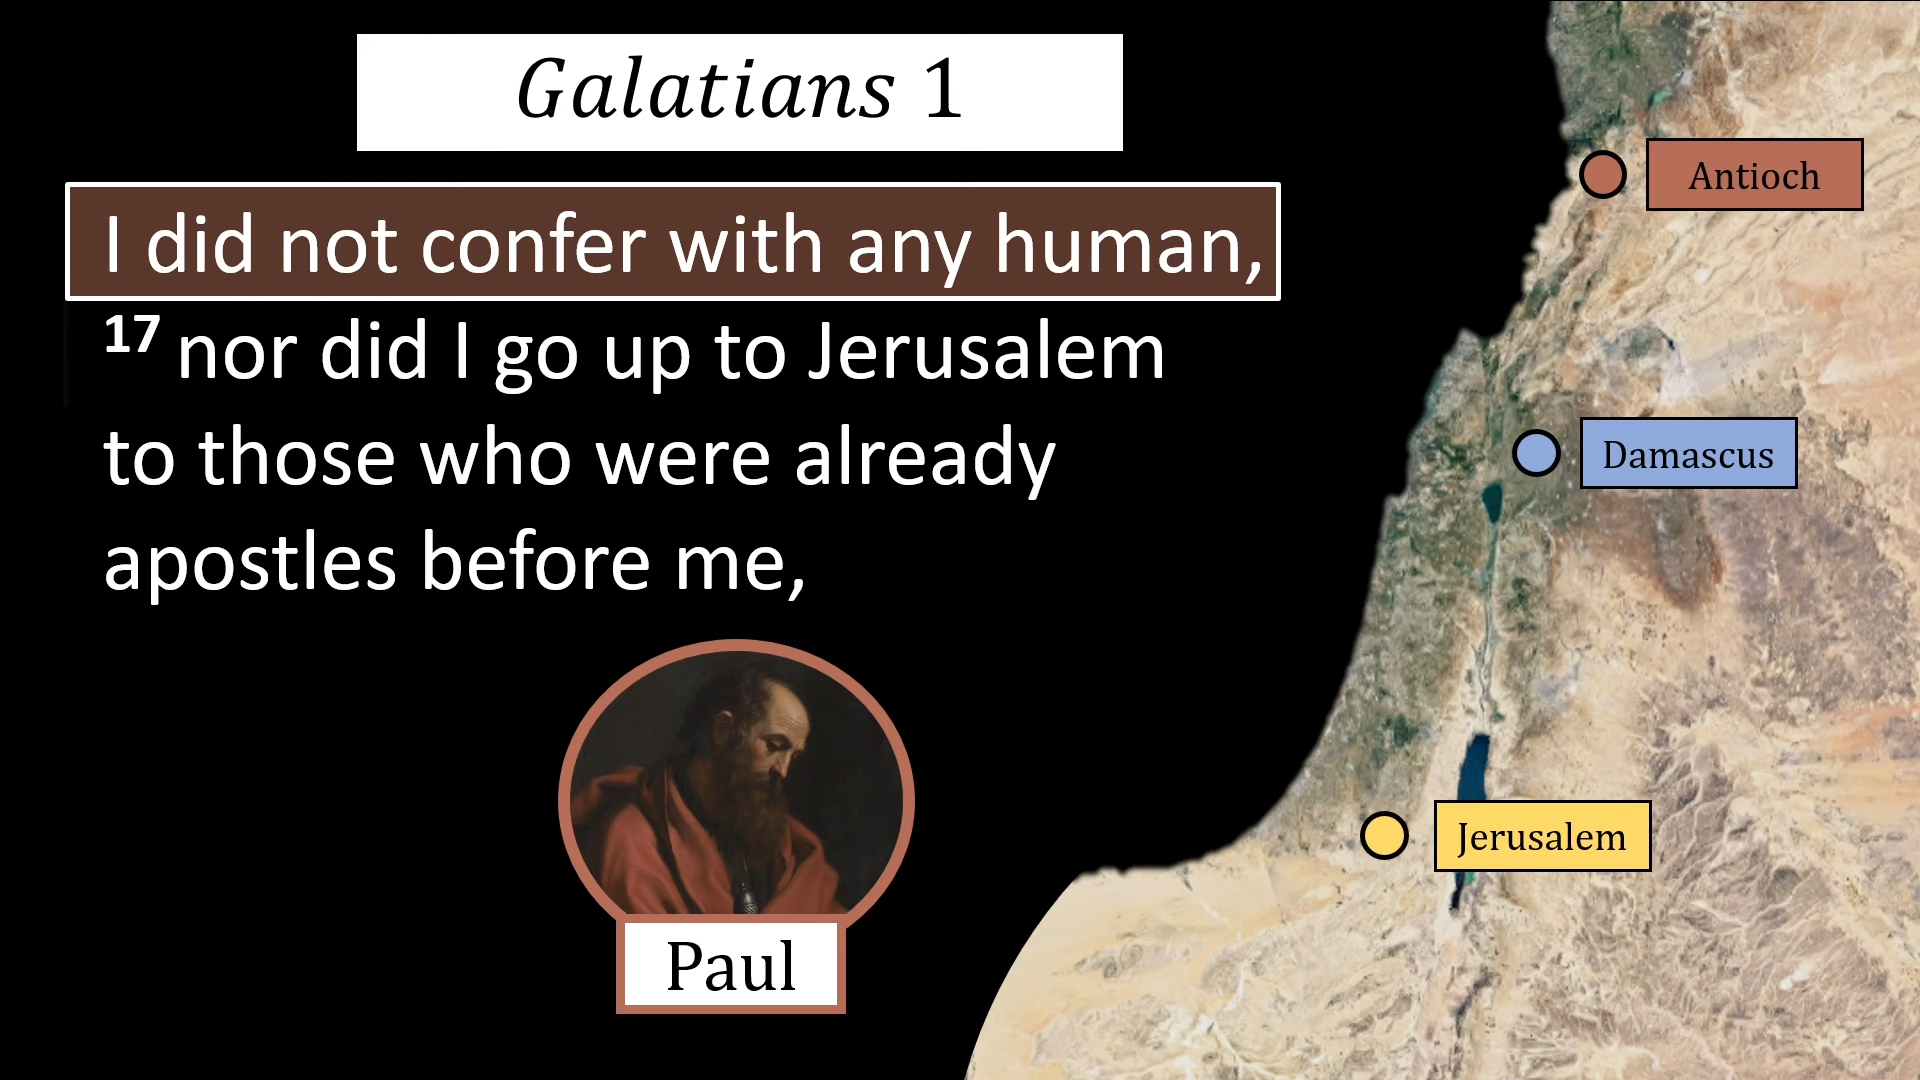 Galatians 1
I did not confer with any human,
17 nor did I go up to Jerusalem
to those who were already
apostles before me,
Paul
Antioch
Damascus
Jerusalem